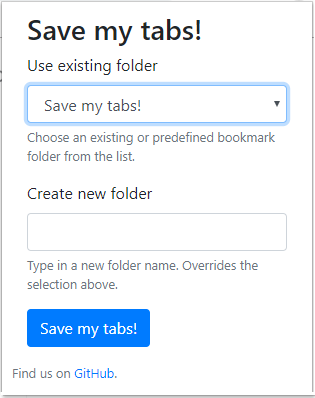 Save my tabs!
Use existing folder
Save my tabs!
Choose an existing or predefined bookmark
folder from the list.
Create new folder
Type in a new folder name. Overrides the
selection above.
Save my tabs!
Find us on GitHub.